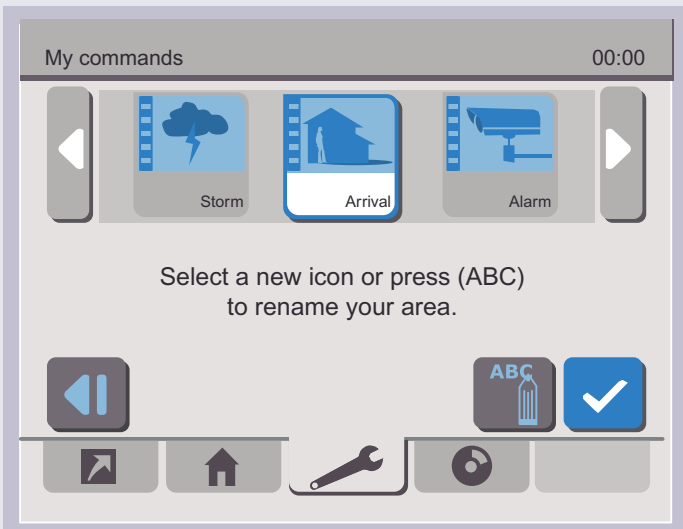 My commands 00:00
Storm Arrival Alarm
Select a new icon or press (ABC)
to rename your area.
ABC